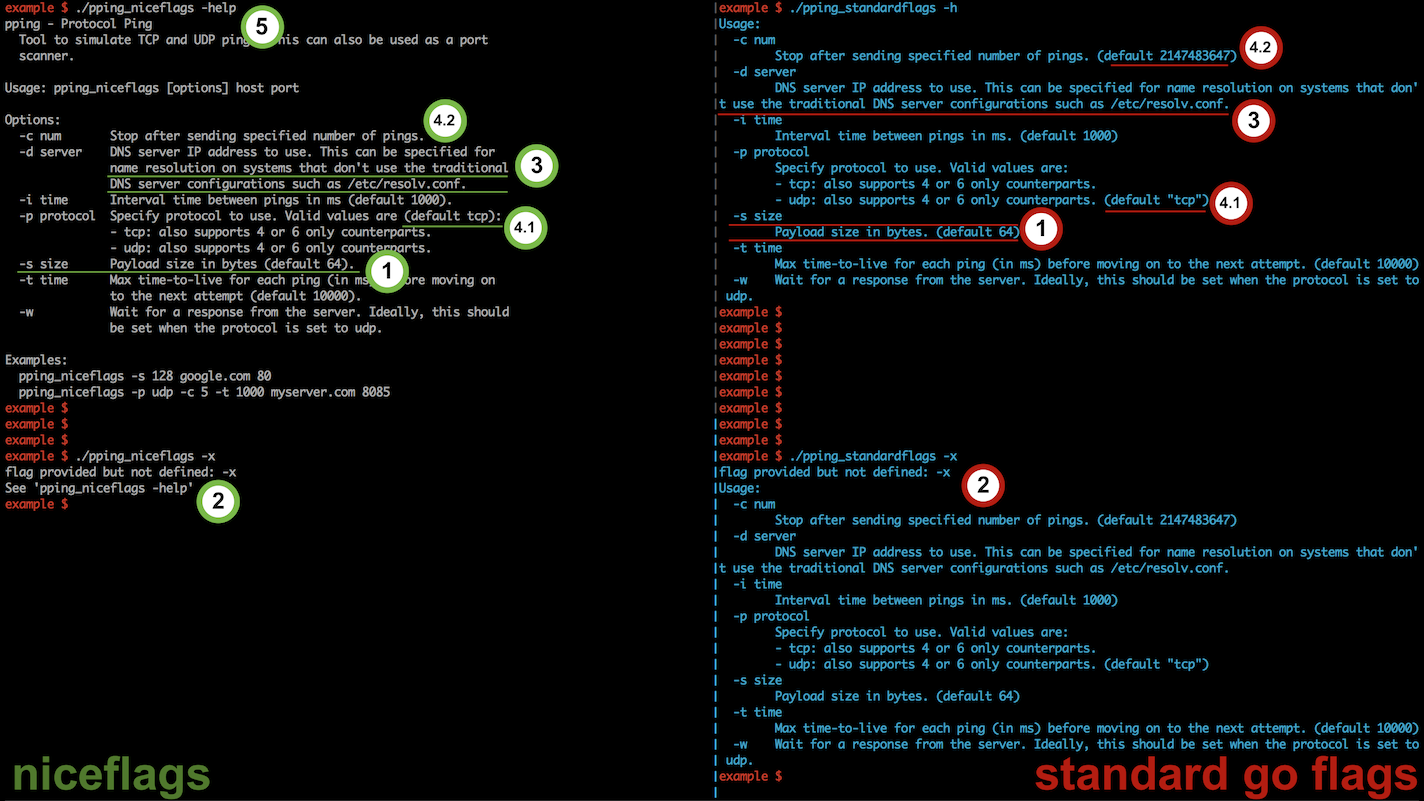 example $ ./pping_niceflags -help
pping - Protocol Ping
5
Tool to simulate TCP and UDP This can also be used as a port
scanner.
Usage: pping_niceflags [options] host port
Options:
4.2
-c num Stop after sending specified number of pings.
-d server DNS server IP address to use. This can be specified for
name resolution on systems that don't use the traditional
3
DNS server configurations such as /etc/resolv.conf.
-i time Interval time between pings in ms (default 1000).
-p protocol Specify protocol to use. Valid values are (default tcp):
4.1
- tcp: also supports 4 or 6 only counterparts.
- udp: also supports 4 or 6 only counterparts.
-s size Payload size in bytes (default 64).
1
-t time Max time-to-live for each ping (in ms) before moving on
to the next attempt (default 10000).
-w Wait for a response from the server. Ideally, this should
be set when the protocol is set to udp.
Examples:
pping_niceflags -s 128 google.com 80
pping_niceflags -p udp -c 5 -t 1000 myserver.com 8085
example $
example $
example $
example $ ./pping_niceflags -x
flag provided but not defined: -x
See 'pping_niceflags -help'
2
example $
niceflags
example $ ./pping_standardflags -h
Usage:
-c num
4.2
Stop after sending specified number of pings. (default 2147483647)
-d server
DNS server IP address to use. This can be specified for name resolution on systems that don'
t use the traditional DNS server configurations such as /etc/resolv.conf.
3
-i time
Interval time between pings in ms. (default 1000)
-p protocol
Specify protocol to use. Valid values are:
- tcp: also supports 4 or 6 only counterparts.
- udp: also supports 4 or 6 only counterparts. (default "tcp")
4.1
-s size
1
Payload size in bytes. (default 64)
-t time
Max time-to-live for each ping (in ms) before moving on to the next attempt. (default 10000)
-w Wait for a response from the server. Ideally, this should be set when the protocol is set to
udp.
example $
example $
example $
example $
example $
example $
example $
example $
example $
example $ ./pping_standardflags -x
flag provided but not defined: -x
2
Usage:
-c num
Stop after sending specified number of pings. (default 2147483647)
-d server
DNS server IP address to use. This can be specified for name resolution on systems that don'
t use the traditional DNS server configurations such as /etc/resolv.conf.
-i time
Interval time between pings in ms. (default 1000)
-p protocol
Specify protocol to use. Valid values are:
- tcp: also supports 4 or 6 only counterparts.
- udp: also supports 4 or 6 only counterparts. (default "tcp")
-s size
Payload size in bytes. (default 64)
-t time
Max time-to-live for each ping (in ms) before moving on to the next attempt. (default 10000)
-w Wait for a response from the server. Ideally, this should be set when the protocol is set to
udp.
example $
standard go flags